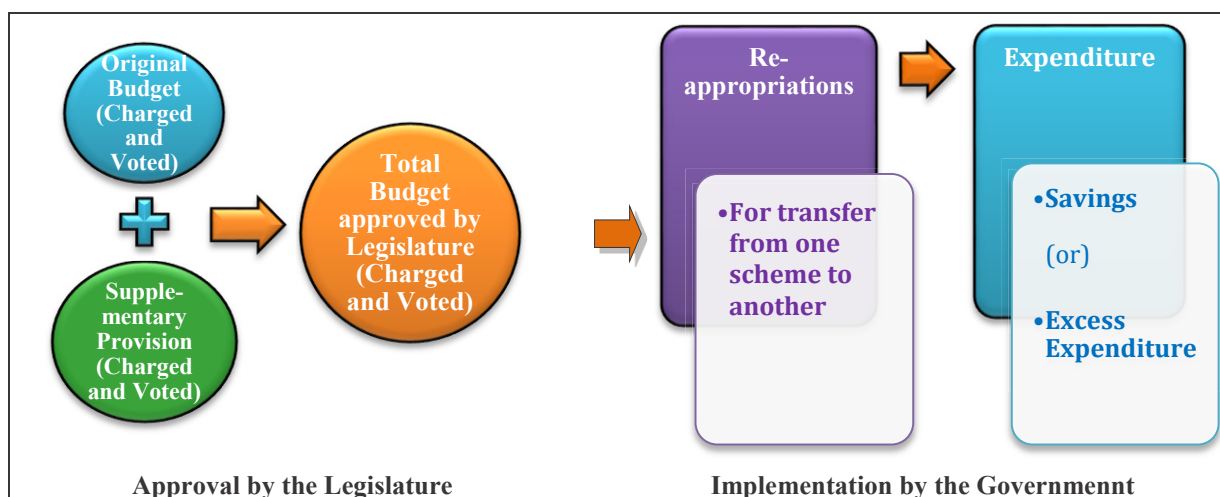 Original
Budget
(Charged
and
Voted)
Supple-
mentary
Provision
(Charged
and Voted)
Total
Budget
approved by
Legislature
(Charged
and Voted)
Re-
appropriations
•For transfer
from one
scheme to
another
Expenditure
•Savings
(or)
•Excess
Expenditure
Approval by the Legislature
Implementation by the Governmennt